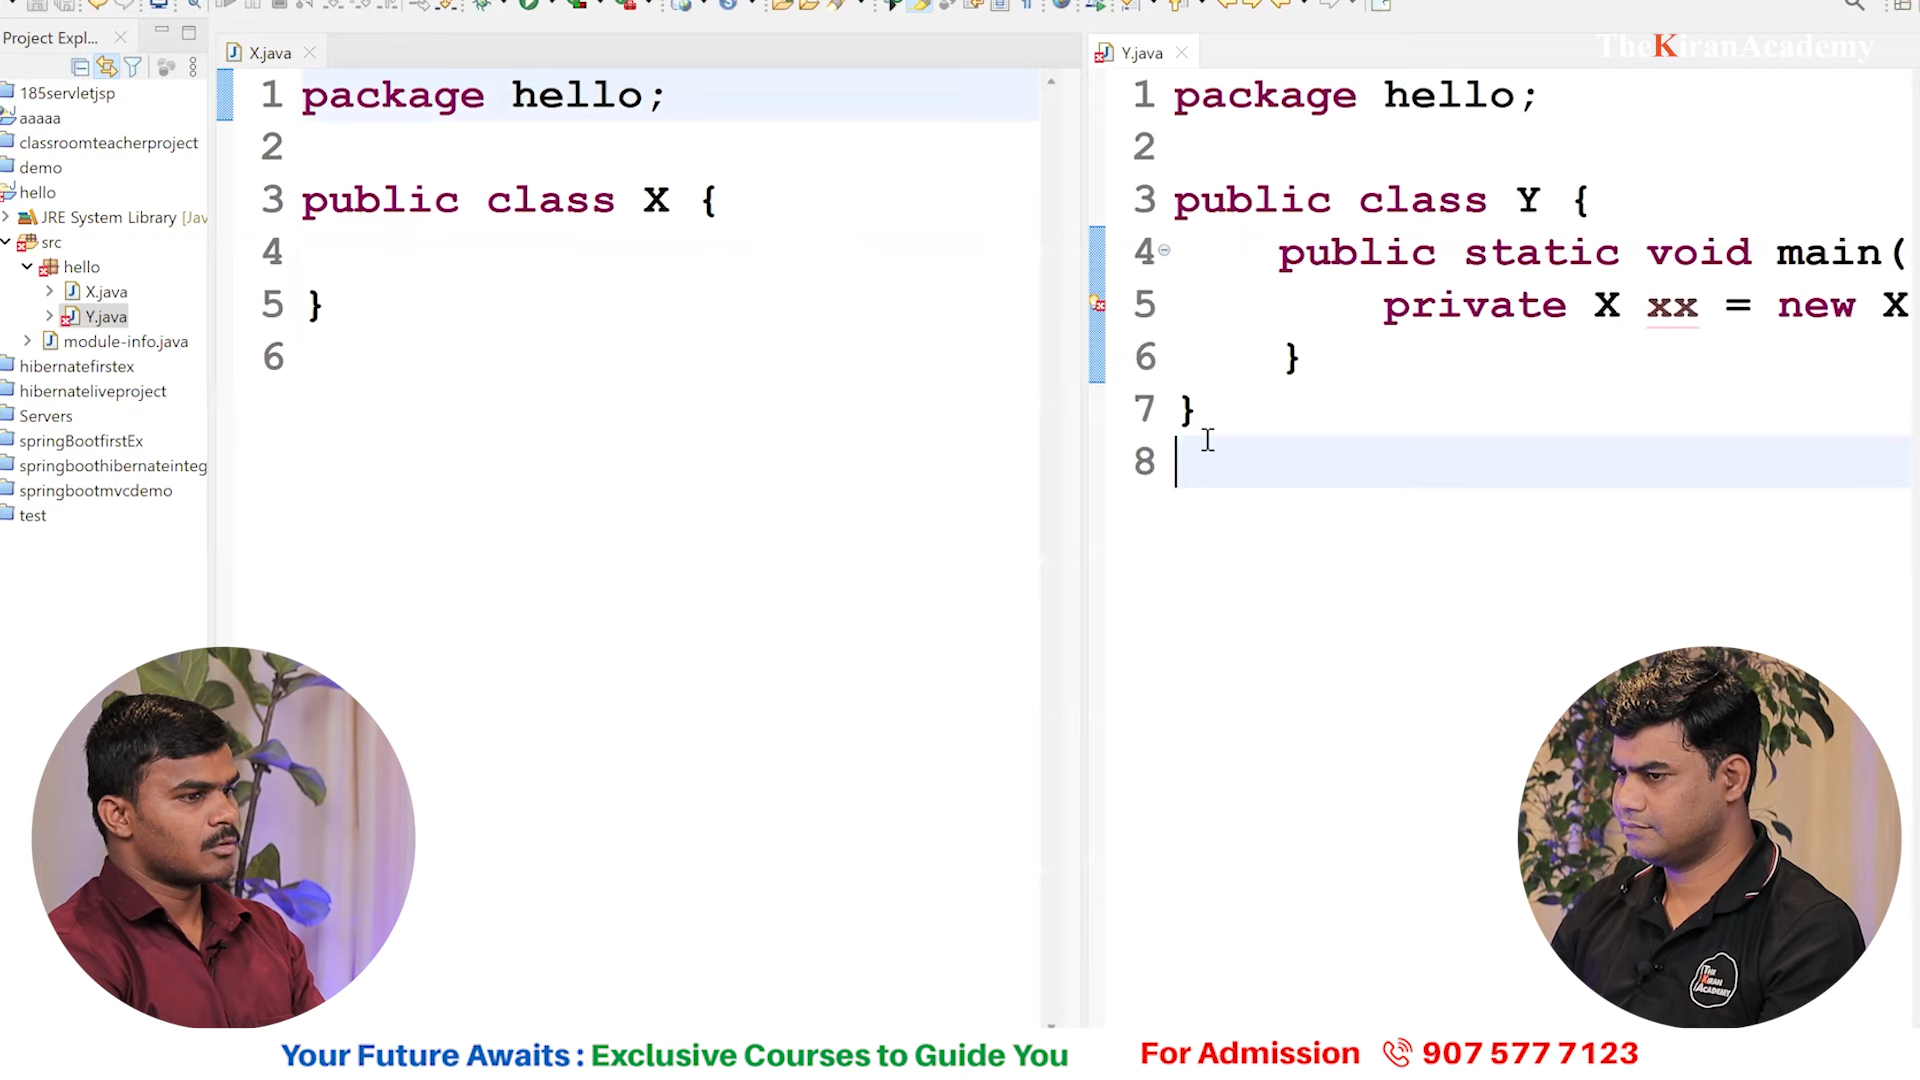 Project Expl...
185servletjsp
aaaaa
classroomteacherproject
demo
hello
JRE System Library [Jav
src
hello
X.java
Y.java
module-info.java
hibernatefirstex
hibernateliveproject
Servers
springBootfirstEx
springboothibernateinteg
springbootmvcdemo
test
X.java
1 package hello;
2
3 public class X {
4
5 }
6
Y.java
TheKiranAcademy
1 package hello;
2
3 public class Y {
4 public static void main(
5 private X xx = new X
6 }
7 }
8
THE
KIRAN
ACADEMY
Your Future Awaits : Exclusive Courses to Guide You
For Admission 907 577 7123